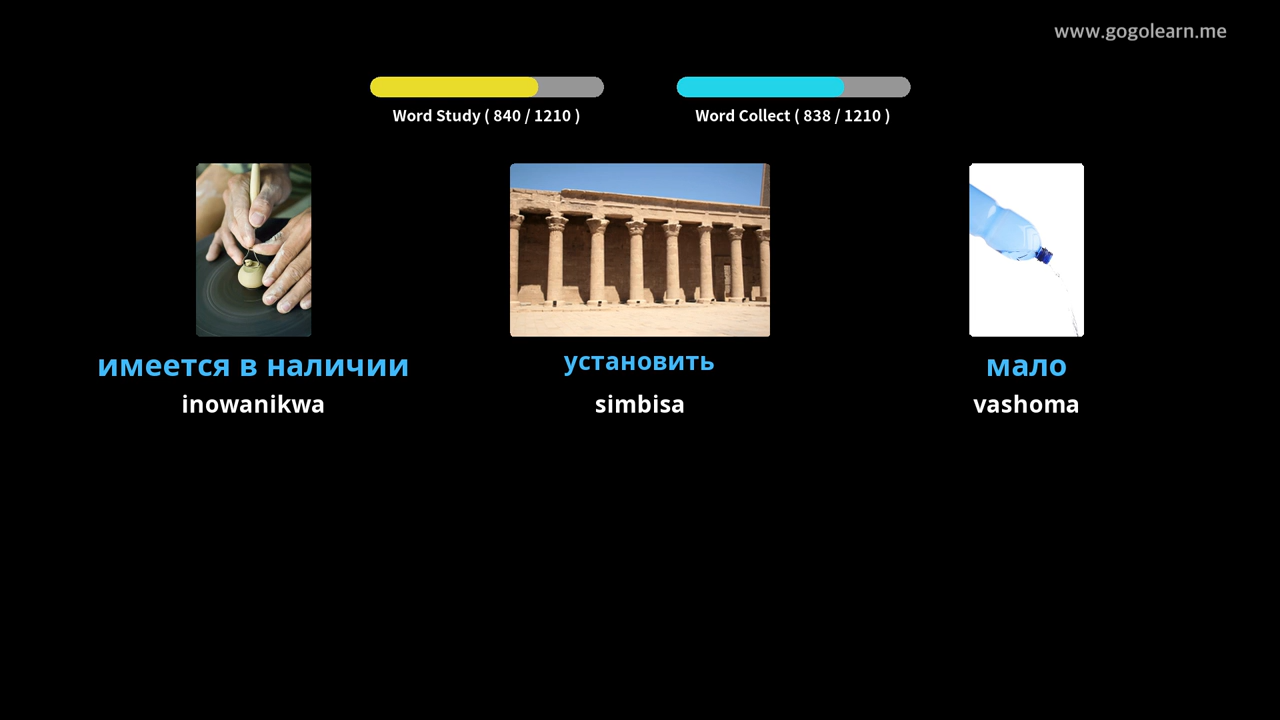 www.gogolearn.me
Word Study ( 840 / 1210 )
Word Collect ( 838 / 1210 )
имеется в наличии
inowanikwa
установить
simbisa
мало
vashoma